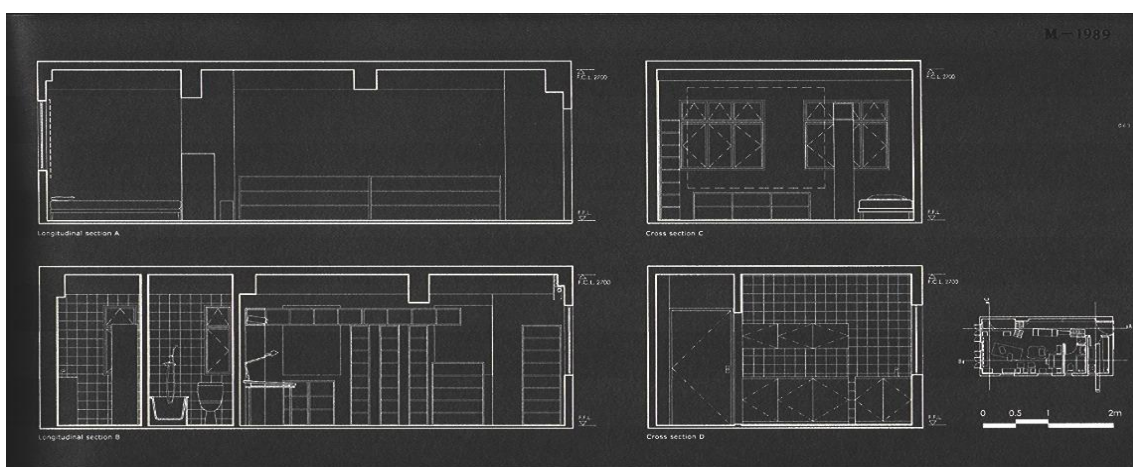 M - 1989
F.C.L. 2700
F.C.L. 2700
F.F.L.
F.F.L.
Longitudinal section A
Cross section C
F.C.L. 2700
F.C.L. 2700
F.F.L.
F.F.L.
0 0.5 1 2m
Longitudinal section B
Cross section D